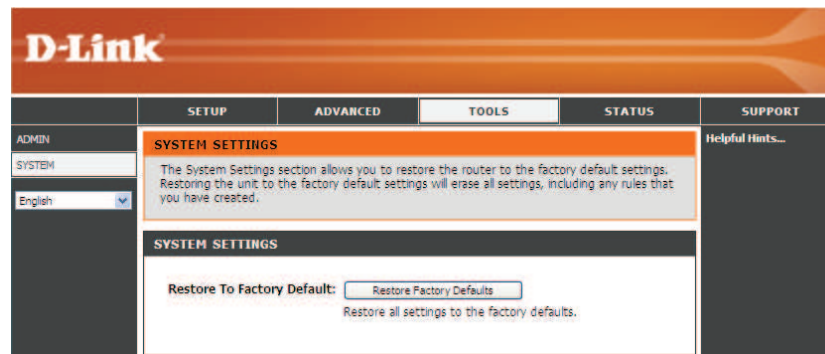 D-Link
SETUP ADVANCED TOOLS STATUS SUPPORT
ADMIN
SYSTEM
English
SYSTEM SETTINGS
The System Settings section allows you to restore the router to the factory default settings.
Restoring the unit to the factory default settings will erase all settings, including any rules that
you have created.
SYSTEM SETTINGS
Restore To Factory Default: Restore Factory Defaults
Restore all settings to the factory defaults.
Helpful Hints...